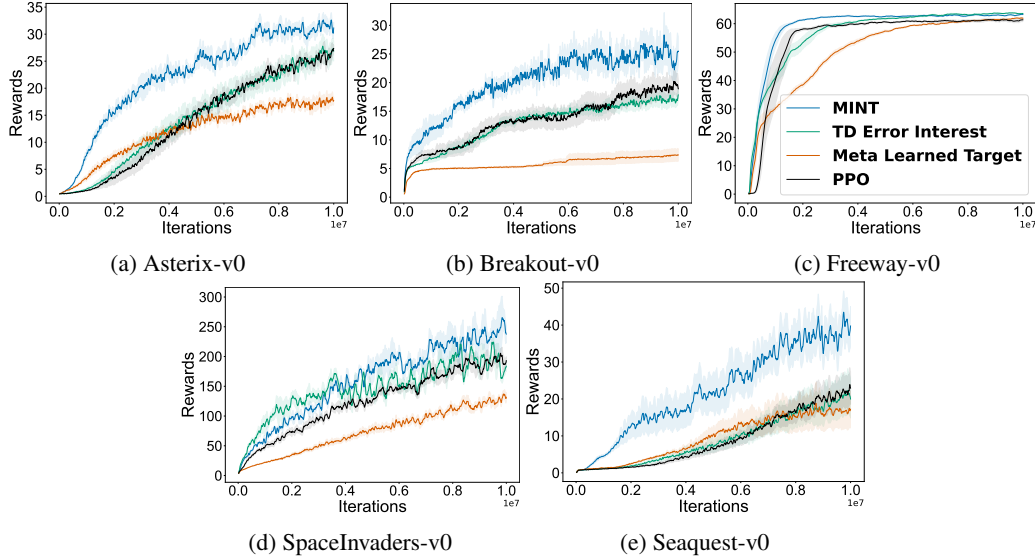 35
30
25
20
15
10
5
0
Rewards
0.0 0.2 0.4 0.6 0.8 1.0
1e7
Iterations
(a) Asterix-v0
30
25
20
15
10
5
0
Rewards
0.0 0.2 0.4 0.6 0.8 1.0
1e7
Iterations
(b) Breakout-v0
60
50
40
30
20
10
0
Rewards
MINT
TD Error Interest
Meta Learned Target
PPO
0.0 0.2 0.4 0.6 0.8 1.0
1e7
Iterations
(c) Freeway-v0
300
250
200
150
100
50
0
Rewards
0.0 0.2 0.4 0.6 0.8 1.0
1e7
Iterations
(d) SpaceInvaders-v0
50
40
30
20
10
0
Rewards
0.0 0.2 0.4 0.6 0.8 1.0
1e7
Iterations
(e) Seaquest-v0